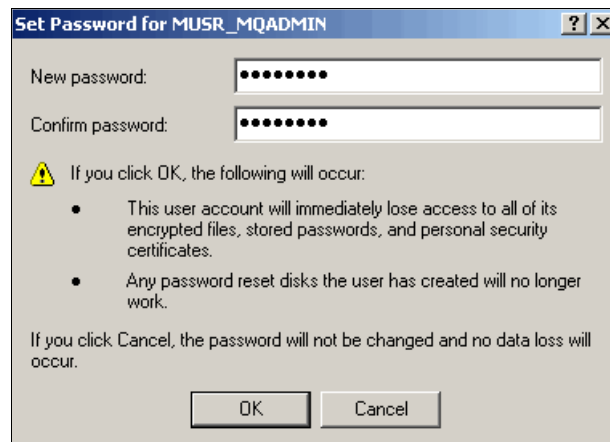 Set Password for MUSR_MQADMIN
New password: ●●●●●●●●
Confirm password: ●●●●●●●●
If you click OK, the following will occur:
● This user account will immediately lose access to all of its
encrypted files, stored passwords, and personal security
certificates.
● Any password reset disks the user has created will no longer
work.
If you click Cancel, the password will not be changed and no data loss will
occur.
OK Cancel